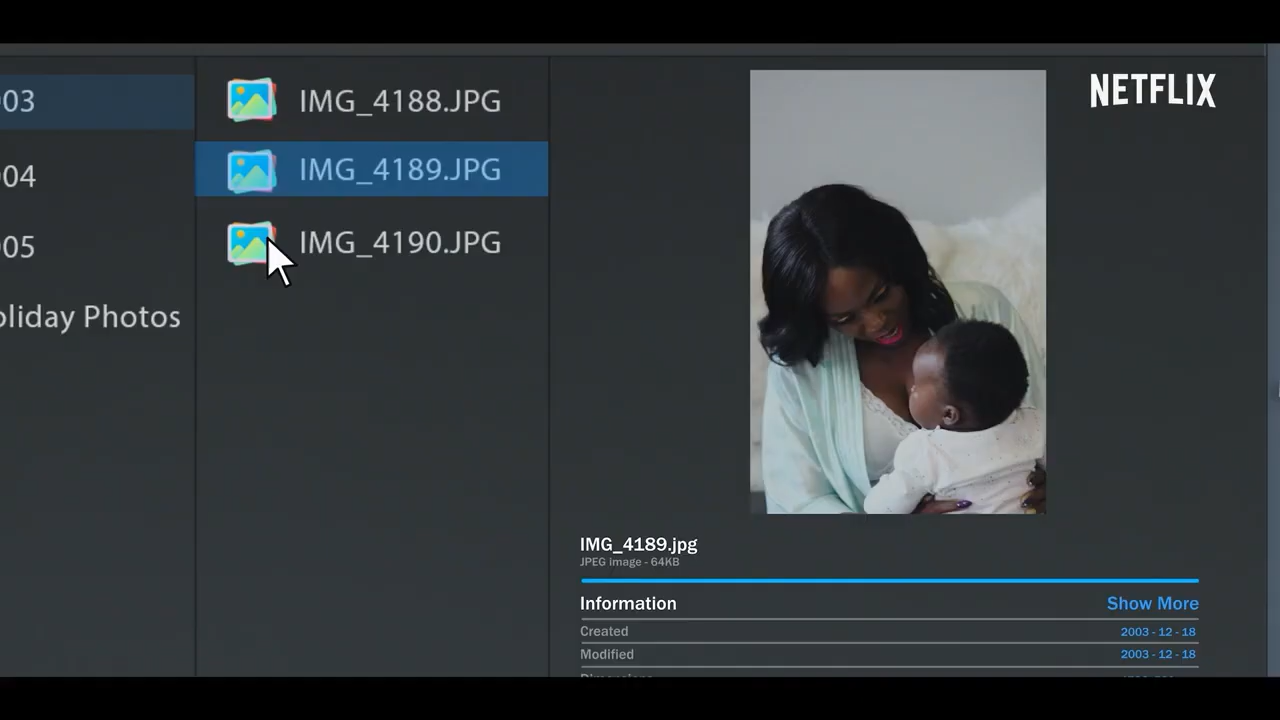 NETFLIX
03
04
05
oliday Photos
IMG_4188.JPG
IMG_4189.JPG
IMG_4190.JPG
IMG_4189.jpg
JPEG image - 64KB
Information
Show More
Created
2003 - 12 - 18
Modified
2003 - 12 - 18